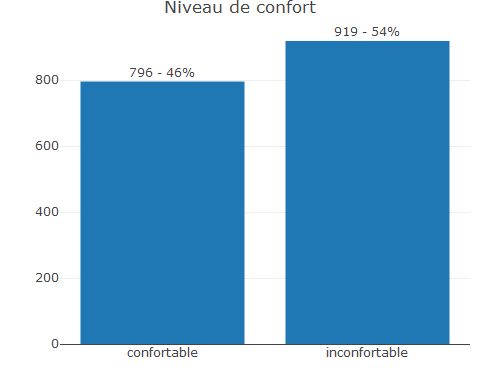 Niveau de confort
919 - 54%
796 - 46%
800
600
400
200
0
confortable
inconfortable